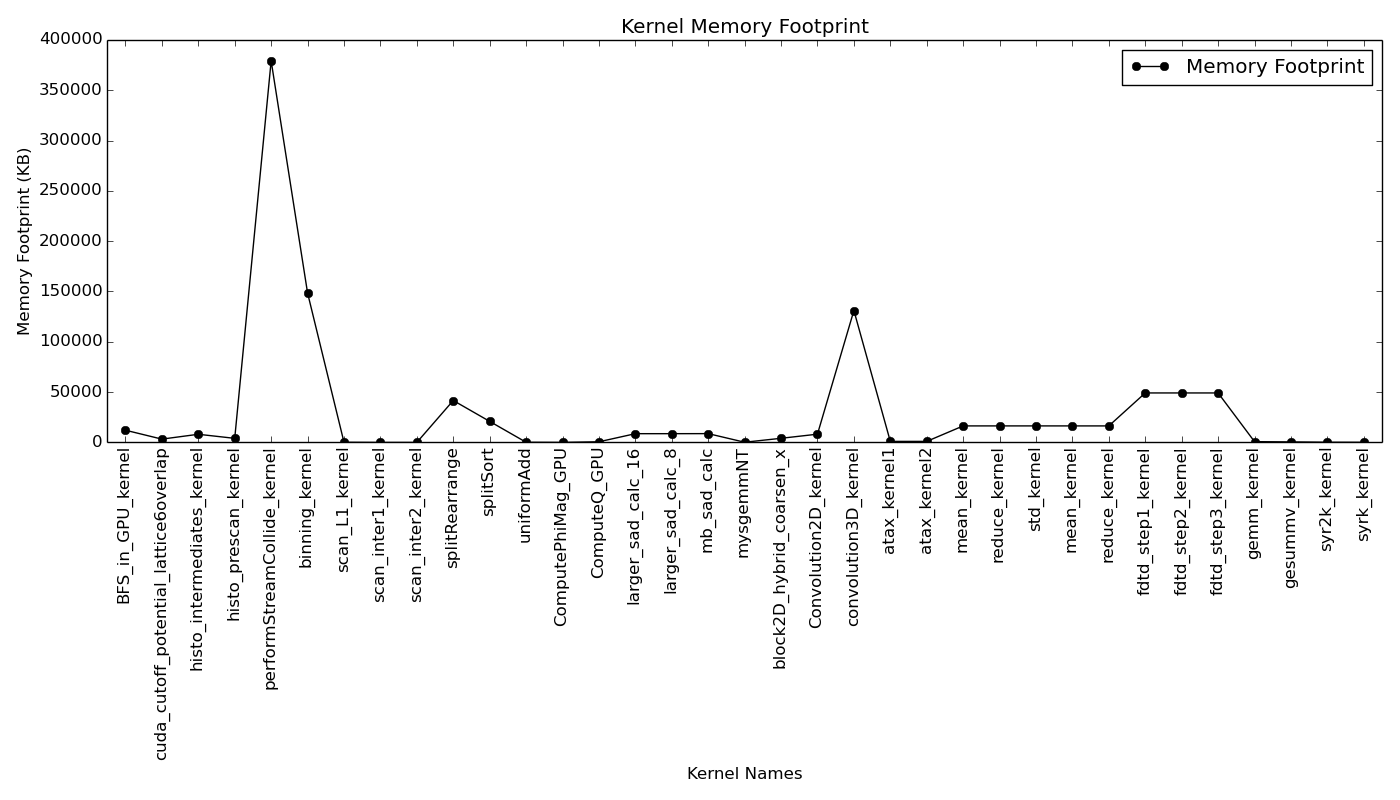 Kernel Memory Footprint
Memory Footprint
Memory Footprint (KB)
400000
350000
300000
250000
200000
150000
100000
50000
0
BFS_in_GPU_kernel
cuda_cutoff_potential_lattice6overlap
histo_intermediates_kernel
histo_prescan_kernel
performStreamCollide_kernel
binning_kernel
scan_L1_kernel
scan_inter1_kernel
scan_inter2_kernel
splitRearrange
splitSort
uniformAdd
ComputePhiMag_GPU
ComputeQ_GPU
larger_sad_calc_16
larger_sad_calc_8
mb_sad_calc
mysgemmNT
block2D_hybrid_coarsen_x
Convolution2D_kernel
convolution3D_kernel
atax_kernel1
atax_kernel2
mean_kernel
reduce_kernel
std_kernel
mean_kernel
reduce_kernel
fdtd_step1_kernel
fdtd_step2_kernel
fdtd_step3_kernel
gemm_kernel
gesummv_kernel
syr2k_kernel
syrk_kernel
Kernel Names